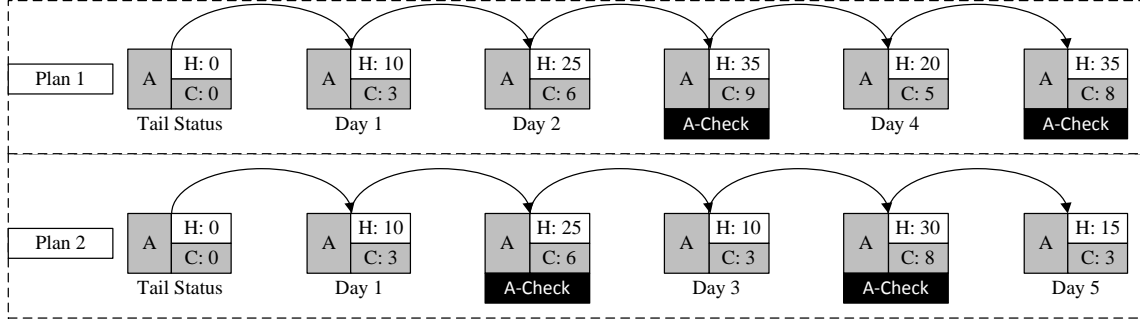 Plan 1
A H: 0 C: 0
Tail Status
A H: 10 C: 3
Day 1
A H: 25 C: 6
Day 2
A H: 35 C: 9
A-Check
A H: 20 C: 5
Day 4
A H: 35 C: 8
A-Check
Plan 2
A H: 0 C: 0
Tail Status
A H: 10 C: 3
Day 1
A H: 25 C: 6
A-Check
A H: 10 C: 3
Day 3
A H: 30 C: 8
A-Check
A H: 15 C: 3
Day 5